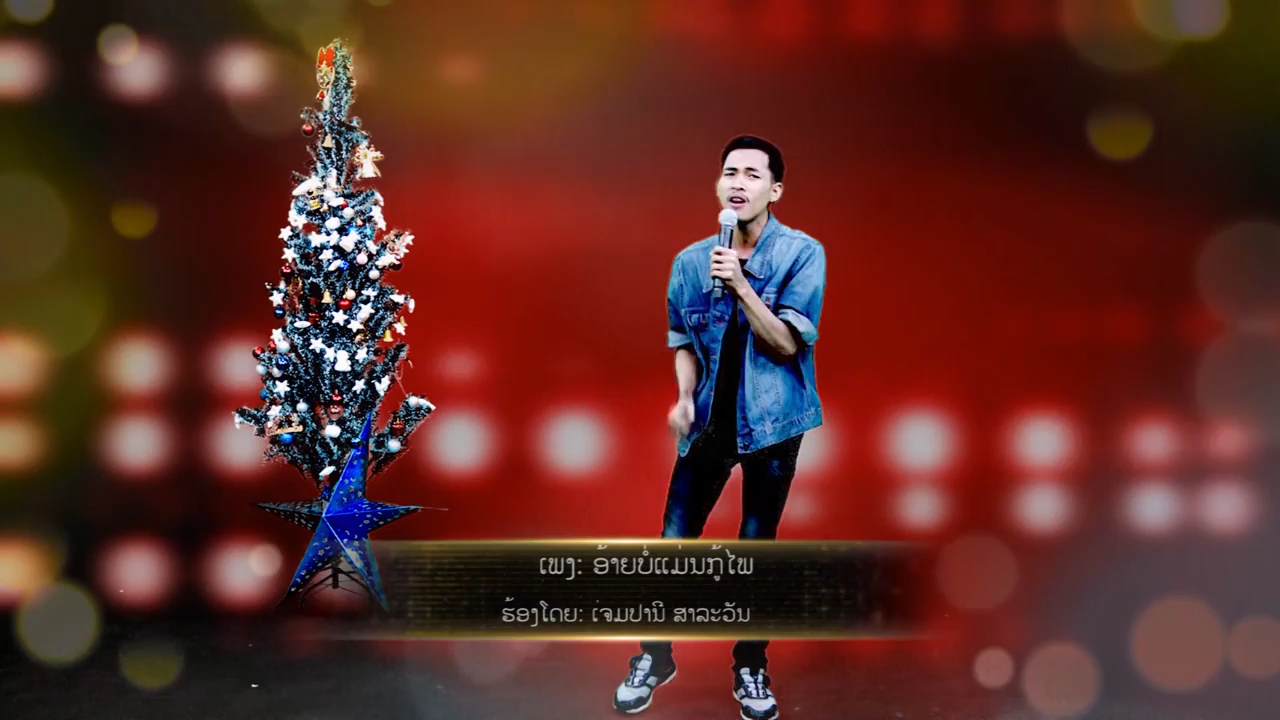 ເພງ: ອ້າຍບໍ່ແມ່ນກູ້ໄພ
ຮ້ອງໂດຍ: ເຈມປານີ ສາລະວັນ